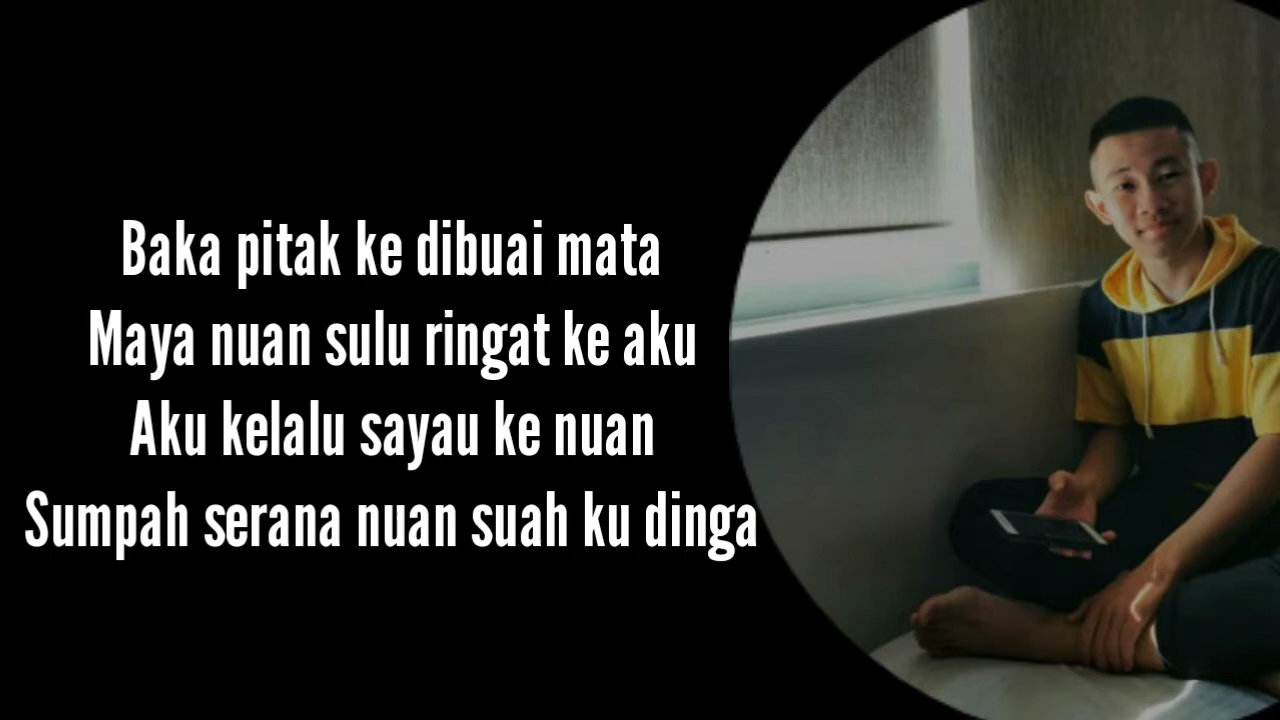 Baka pitak ke dibuai mata
Maya nuan sulu ringat ke aku
Aku kelalu sayau ke nuan
Sumpah serana nuan suah ku dinga